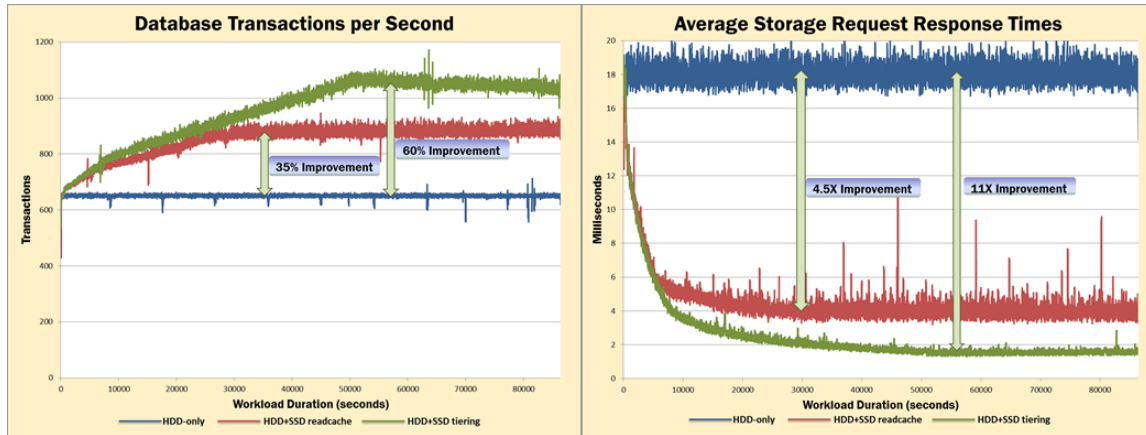 Database Transactions per Second
1200
1000
800
600
400
200
0
Transactions
60% Improvement
35% Improvement
0 10000 20000 30000 40000 50000 60000 70000 80000
Workload Duration (seconds)
HDD-only HDD+SSD readcache HDD+SSD tiering
Average Storage Request Response Times
20
18
16
14
12
10
8
6
4
2
0
Milliseconds
4.5X Improvement 11X Improvement
0 10000 20000 30000 40000 50000 60000 70000 80000
Workload Duration (seconds)
HDD-only HDD+SSD readcache HDD+SSD tiering